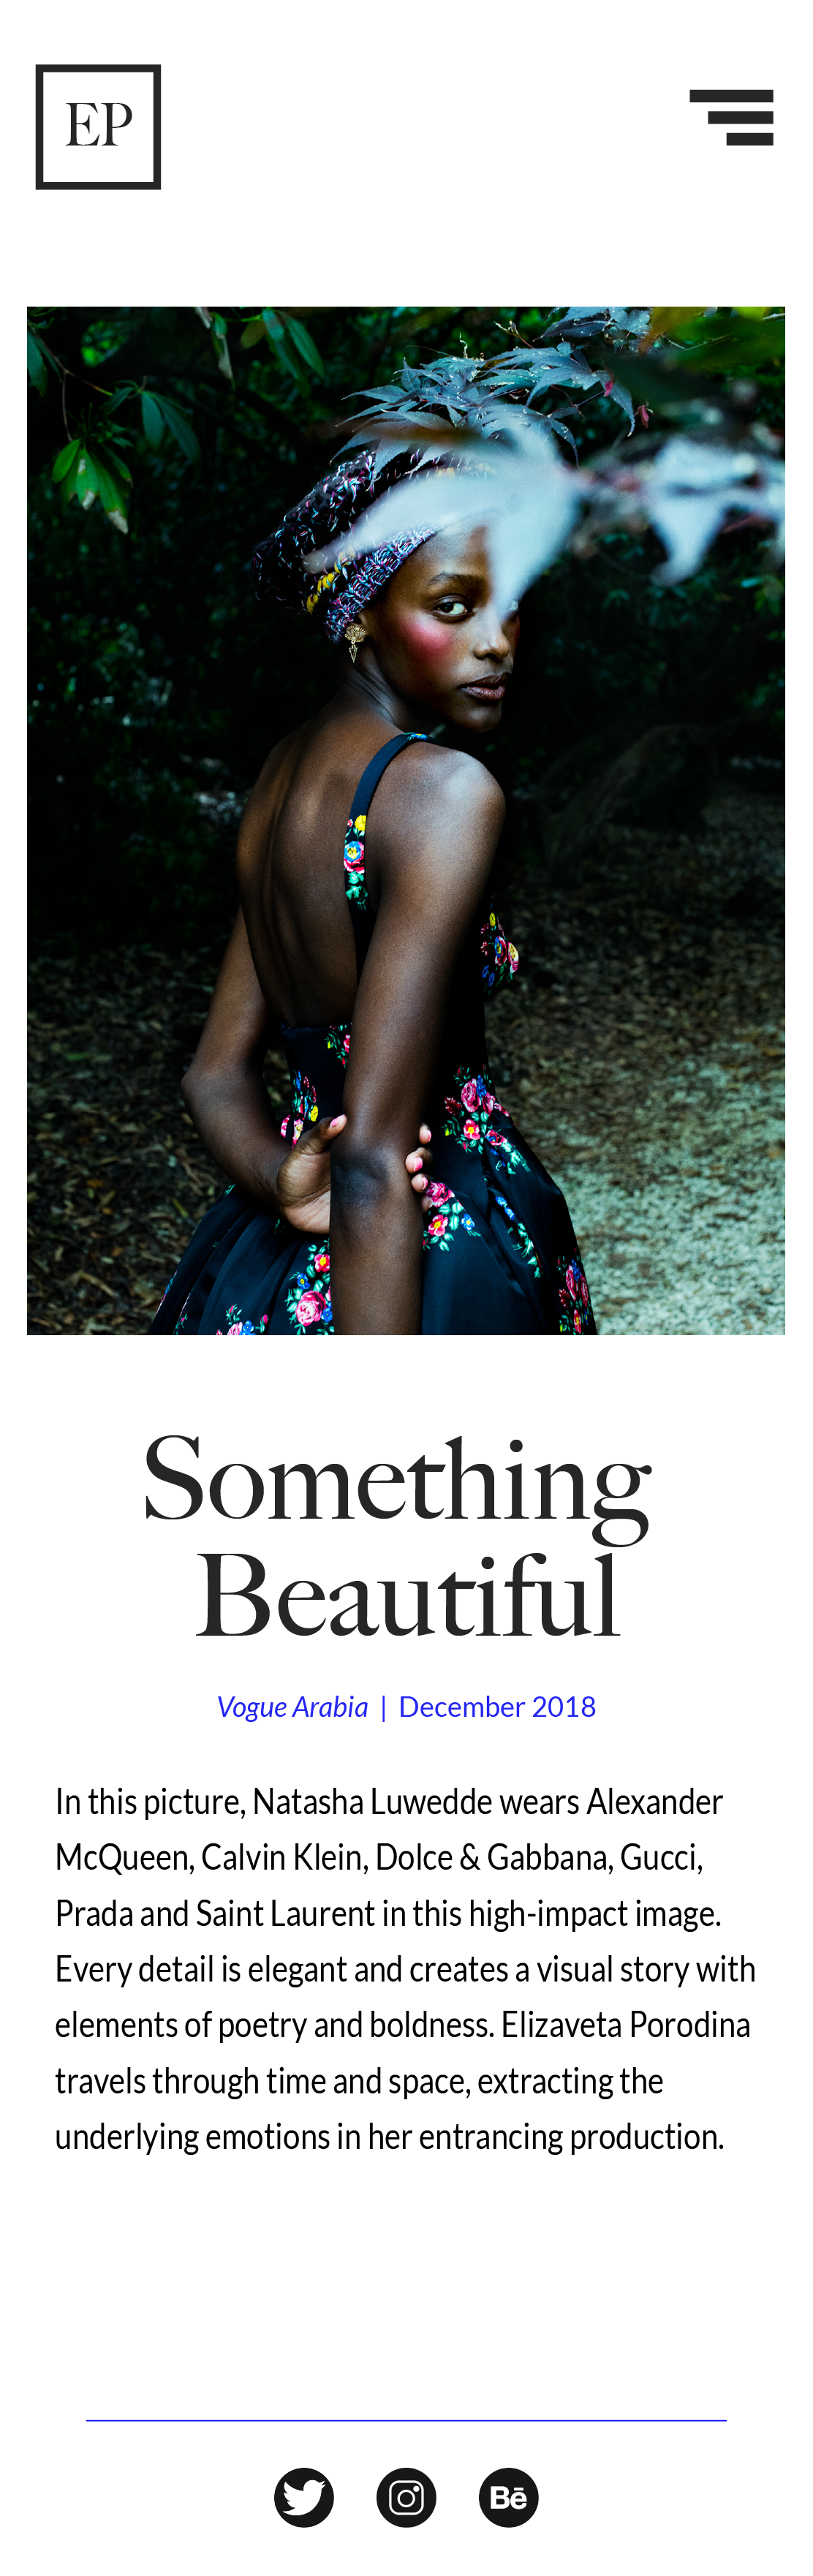 EP
Something
Beautiful
Vogue Arabia | December 2018
In this picture, Natasha Luwedde wears Alexander
McQueen, Calvin Klein, Dolce & Gabbana, Gucci,
Prada and Saint Laurent in this high-impact image.
Every detail is elegant and creates a visual story with
elements of poetry and boldness. Elizaveta Porodina
travels through time and space, extracting the
underlying emotions in her entrancing production.
Bē